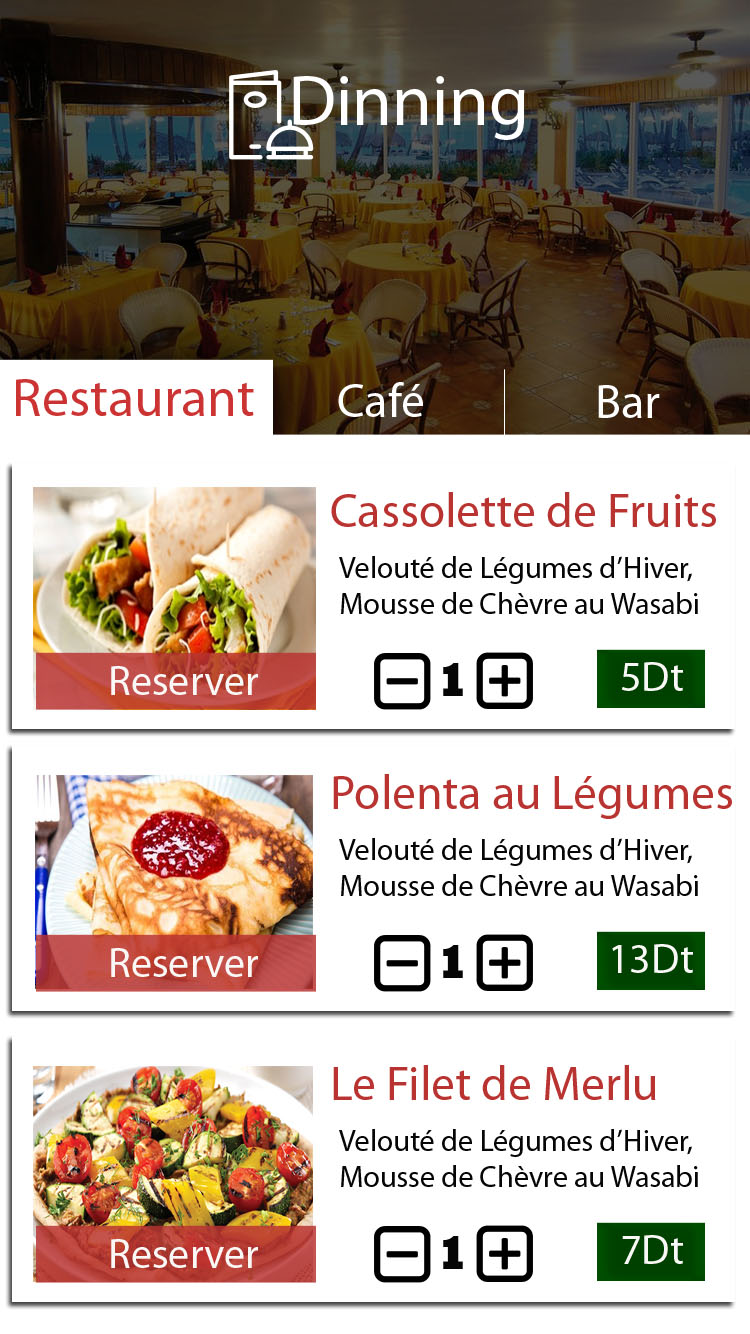 Dinning
Restaurant
Café
Bar
Cassolette de Fruits
Velouté de Légumes d’Hiver,
Mousse de Chèvre au Wasabi
Reserver
1
5Dt
Polenta au Légumes
Velouté de Légumes d’Hiver,
Mousse de Chèvre au Wasabi
Reserver
1
13Dt
Le Filet de Merlu
Velouté de Légumes d’Hiver,
Mousse de Chèvre au Wasabi
Reserver
1
7Dt